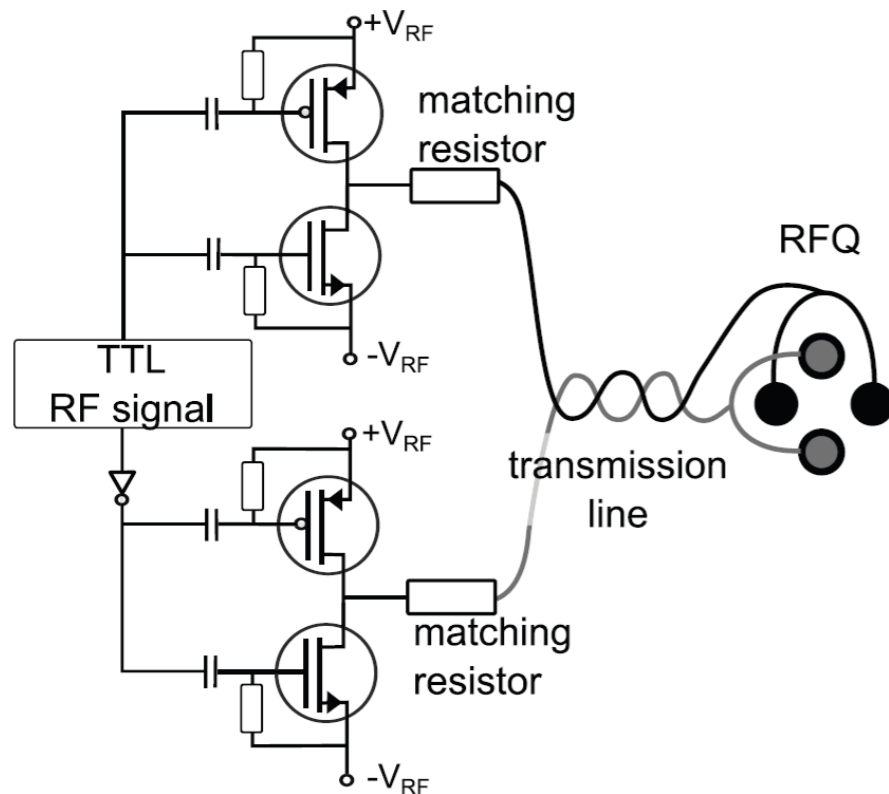 +V_RF
matching
resistor
RFQ
-V_RF
TTL
RF signal
+V_RF
transmission
line
matching
resistor
-V_RF